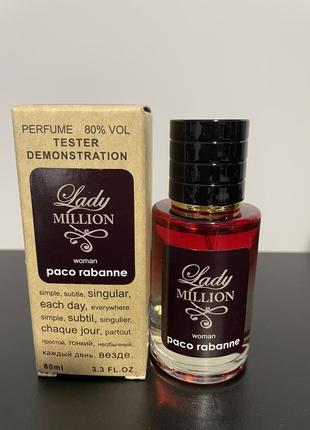 PERFUME 80% VOL
TESTER
DEMONSTRATION
Lady
MILLION
woman
paco rabanne
simple, subtle, singular,
each day, everywhere.
simple, subtil, singulier,
chaque jour, partout.
простой, тонкий, необычный,
каждый день, везде.
60ml 3.3 FL.OZ
Lady
MILLION
woman
paco rabanne